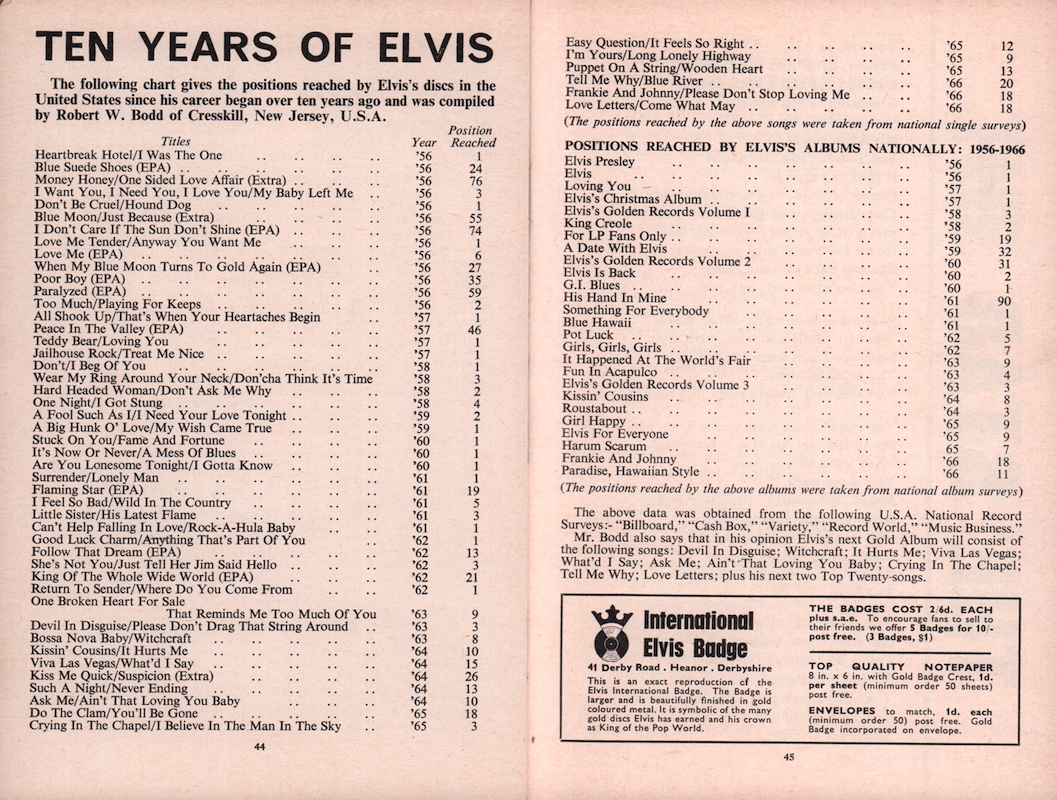 TEN YEARS OF ELVIS
The following chart gives the positions reached by Elvis's discs in the
United States since his career began over ten years ago and was compiled
by Robert W. Bodd of Cresskill, New Jersey, U.S.A.
Position
Titles Year Reached
Heartbreak Hotel/I Was The One .. .. .. .. '56 1
Blue Suede Shoes (EPA) .. .. .. .. .. '56 24
Money Honey/One Sided Love Affair (Extra) .. .. .. '56 76
I Want You, I Need You, I Love You/My Baby Left Me .. '56 3
Don't Be Cruel/Hound Dog .. .. .. .. .. '56 1
Blue Moon/Just Because (Extra) .. .. .. .. '56 55
I Don't Care If The Sun Don't Shine (EPA) .. .. .. '56 74
Love Me Tender/Anyway You Want Me .. .. .. '56 1
Love Me (EPA) .. .. .. .. .. .. '56 6
When My Blue Moon Turns To Gold Again (EPA) .. '56 27
Poor Boy (EPA) .. .. .. .. .. .. '56 35
Paralyzed (EPA) .. .. .. .. .. .. '56 59
Too Much/Playing For Keeps .. .. .. .. '56 2
All Shook Up/That's When Your Heartaches Begin .. '57 1
Peace In The Valley (EPA) .. .. .. .. .. '57 46
Teddy Bear/Loving You .. .. .. .. .. '57 1
Jailhouse Rock/Treat Me Nice .. .. .. .. '57 1
Don't/I Beg Of You .. .. .. .. .. '58 1
Wear My Ring Around Your Neck/Don'cha Think It's Time '58 3
Hard Headed Woman/Don't Ask Me Why .. .. .. '58 2
One Night/I Got Stung .. .. .. .. .. '58 4
A Fool Such As I/I Need Your Love Tonight .. .. .. '59 2
A Big Hunk O' Love/My Wish Came True .. .. .. '59 1
Stuck On You/Fame And Fortune .. .. .. .. '60 1
It's Now Or Never/A Mess Of Blues .. .. .. .. '60 1
Are You Lonesome Tonight/I Gotta Know .. .. .. '60 1
Surrender/Lonely Man .. .. .. .. .. '61 1
Flaming Star (EPA) .. .. .. .. .. '61 19
I Feel So Bad/Wild In The Country .. .. .. .. '61 5
Little Sister/His Latest Flame .. .. .. .. '61 3
Can't Help Falling In Love/Rock-A-Hula Baby .. .. '61 1
Good Luck Charm/Anything That's Part Of You .. .. '62 1
Follow That Dream (EPA) .. .. .. .. .. '62 13
She's Not You/Just Tell Her Jim Said Hello .. .. .. '62 3
King Of The Whole Wide World (EPA) .. .. .. '62 21
Return To Sender/Where Do You Come From .. .. '62 1
One Broken Heart For Sale
That Reminds Me Too Much Of You '63 9
Devil In Disguise/Please Don't Drag That String Around .. '63 3
Bossa Nova Baby/Witchcraft .. .. .. .. '63 8
Kissin' Cousins/It Hurts Me .. .. .. .. '64 10
Viva Las Vegas/What'd I Say .. .. .. .. '64 15
Kiss Me Quick/Suspicion (Extra) .. .. .. .. '64 26
Such A Night/Never Ending .. .. .. .. '64 13
Ask Me/Ain't That Loving You Baby .. .. .. '64 10
Do The Clam/You'll Be Gone .. .. .. .. '65 18
Crying In The Chapel/I Believe In The Man In The Sky .. '65 3
44
Easy Question/It Feels So Right .. .. .. .. .. '65 12
I'm Yours/Long Lonely Highway .. .. .. .. '65 9
Puppet On A String/Wooden Heart .. .. .. .. '65 13
Tell Me Why/Blue River .. .. .. .. .. '66 20
Frankie And Johnny/Please Don't Stop Loving Me .. .. '66 18
Love Letters/Come What May .. .. .. .. .. '66 18
(The positions reached by the above songs were taken from national single surveys)
POSITIONS REACHED BY ELVIS'S ALBUMS NATIONALLY: 1956-1966
Elvis Presley .. .. .. .. .. .. .. '56 1
Elvis .. .. .. .. .. .. .. .. '56 1
Loving You .. .. .. .. .. .. .. '57 1
Elvis's Christmas Album .. .. .. .. .. .. '57 1
Elvis's Golden Records Volume I .. .. .. .. .. '58 3
King Creole .. .. .. .. .. .. .. '58 2
For LP Fans Only .. .. .. .. .. .. .. '59 19
A Date With Elvis .. .. .. .. .. .. '59 32
Elvis's Golden Records Volume 2 .. .. .. .. .. '60 31
Elvis Is Back .. .. .. .. .. .. .. '60 2
G.I. Blues .. .. .. .. .. .. .. '60 1
His Hand In Mine .. .. .. .. .. .. '61 90
Something For Everybody .. .. .. .. .. '61 1
Blue Hawaii .. .. .. .. .. .. .. '61 1
Pot Luck .. .. .. .. .. .. .. '62 5
Girls, Girls, Girls .. .. .. .. .. .. '62 7
It Happened At The World's Fair .. .. .. .. .. '63 9
Fun In Acapulco .. .. .. .. .. .. .. '63 4
Elvis's Golden Records Volume 3 .. .. .. .. .. '63 3
Kissin' Cousins .. .. .. .. .. .. .. '64 8
Roustabout .. .. .. .. .. .. .. '64 3
Girl Happy .. .. .. .. .. .. .. '65 9
Elvis For Everyone .. .. .. .. .. '65 9
Harum Scarum .. .. .. .. .. 65 7
Frankie And Johnny .. .. .. .. .. '66 18
Paradise, Hawaiian Style .. .. .. .. .. '66 11
(The positions reached by the above albums were taken from national album surveys)
The above data was obtained from the following U.S.A. National Record
Surveys:- "Billboard," "Cash Box," "Variety," "Record World," "Music Business."
Mr. Bodd also says that in his opinion Elvis's next Gold Album will consist of
the following songs: Devil In Disguise; Witchcraft; It Hurts Me; Viva Las Vegas;
What'd I Say; Ask Me; Ain't That Loving You Baby; Crying In The Chapel;
Tell Me Why; Love Letters; plus his next two Top Twenty songs.
International
Elvis Badge
41 Derby Road . Heanor . Derbyshire
This is an exact reproduction of the
Elvis International Badge. The Badge is
larger and is beautifully finished in gold
coloured metal. It is symbolic of the many
gold discs Elvis has earned and his crown
as King of the Pop World.
THE BADGES COST 2/6d. EACH
plus s.a.e. To encourage fans to sell to
their friends we offer 5 Badges for 10/-
post free. (3 Badges, $1)
TOP QUALITY NOTEPAPER
8 in. x 6 in. with Gold Badge Crest, 1d.
per sheet (minimum order 50 sheets)
post free.
ENVELOPES to match, 1d. each
(minimum order 50) post free. Gold
Badge incorporated on envelope.
45